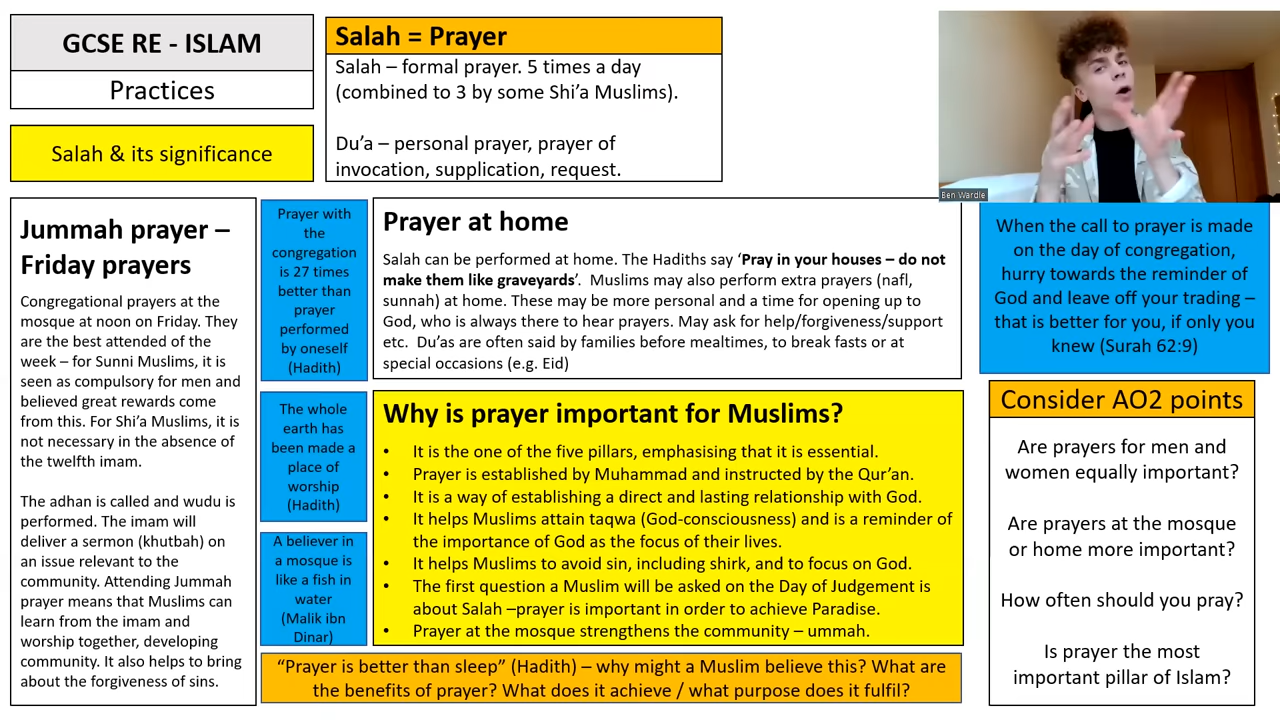 GCSE RE - ISLAM
Practices
Salah & its significance
Salah = Prayer
Salah – formal prayer. 5 times a day
(combined to 3 by some Shi’a Muslims).
Du’a – personal prayer, prayer of
invocation, supplication, request.
Ben Wardle
Jummah prayer –
Friday prayers
Congregational prayers at the
mosque at noon on Friday. They
are the best attended of the
week – for Sunni Muslims, it is
seen as compulsory for men and
believed great rewards come
from this. For Shi’a Muslims, it is
not necessary in the absence of
the twelfth imam.
The adhan is called and wudu is
performed. The imam will
deliver a sermon (khutbah) on
an issue relevant to the
community. Attending Jummah
prayer means that Muslims can
learn from the imam and
worship together, developing
community. It also helps to bring
about the forgiveness of sins.
Prayer with
the
congregation
is 27 times
better than
prayer
performed
by oneself
(Hadith)
The whole
earth has
been made a
place of
worship
(Hadith)
A believer in
a mosque is
like a fish in
water
(Malik ibn
Dinar)
Prayer at home
Salah can be performed at home. The Hadiths say ‘Pray in your houses – do not
make them like graveyards’. Muslims may also perform extra prayers (nafl,
sunnah) at home. These may be more personal and a time for opening up to
God, who is always there to hear prayers. May ask for help/forgiveness/support
etc. Du’as are often said by families before mealtimes, to break fasts or at
special occasions (e.g. Eid)
Why is prayer important for Muslims?
• It is the one of the five pillars, emphasising that it is essential.
• Prayer is established by Muhammad and instructed by the Qur’an.
• It is a way of establishing a direct and lasting relationship with God.
• It helps Muslims attain taqwa (God-consciousness) and is a reminder of
the importance of God as the focus of their lives.
• It helps Muslims to avoid sin, including shirk, and to focus on God.
• The first question a Muslim will be asked on the Day of Judgement is
about Salah –prayer is important in order to achieve Paradise.
• Prayer at the mosque strengthens the community – ummah.
“Prayer is better than sleep” (Hadith) – why might a Muslim believe this? What are
the benefits of prayer? What does it achieve / what purpose does it fulfil?
When the call to prayer is made
on the day of congregation,
hurry towards the reminder of
God and leave off your trading –
that is better for you, if only you
knew (Surah 62:9)
Consider AO2 points
Are prayers for men and
women equally important?
Are prayers at the mosque
or home more important?
How often should you pray?
Is prayer the most
important pillar of Islam?